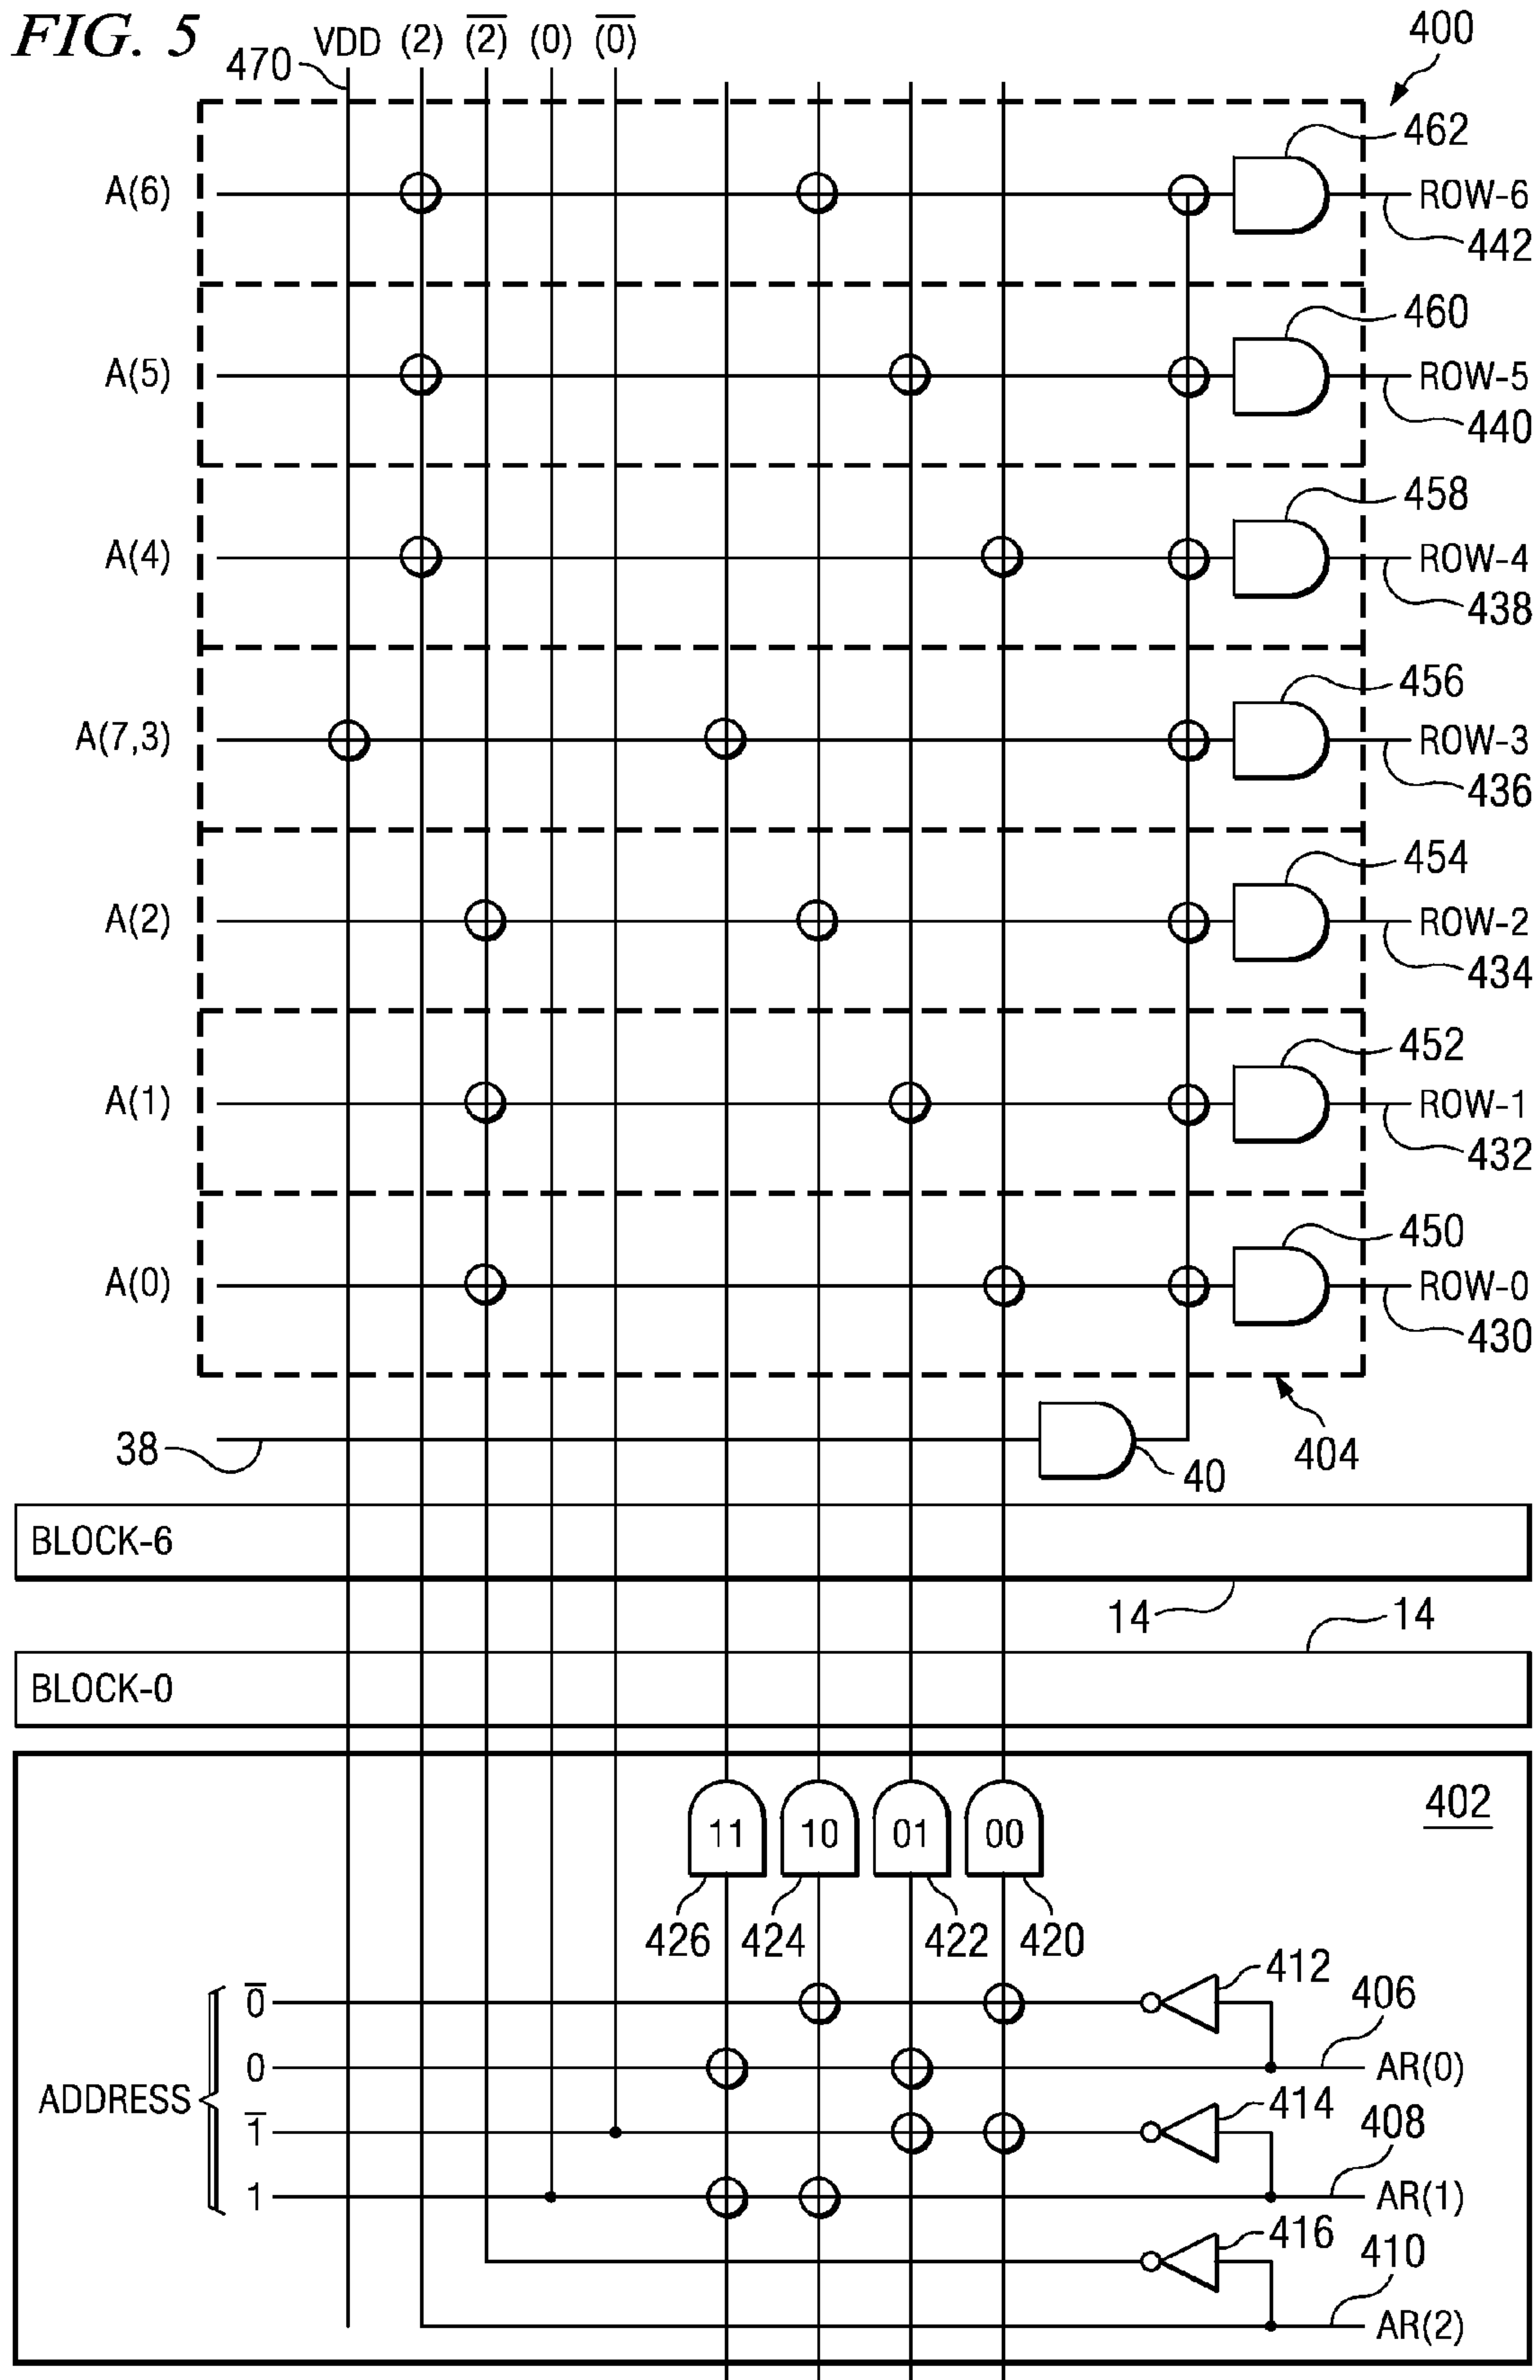 FIG. 5
VDD (2) (2̅) (0) (0̅)
470
400
462
A(6)
ROW-6
442
460
A(5)
ROW-5
440
458
A(4)
ROW-4
438
456
A(7,3)
ROW-3
436
454
A(2)
ROW-2
434
452
A(1)
ROW-1
432
450
A(0)
ROW-0
430
38
40
404
BLOCK-6
14
14
BLOCK-0
402
11 10 01 00
426 424 422 420
412
0̅
406
0
AR(0)
ADDRESS
414
1̅
408
1
AR(1)
416
410
AR(2)